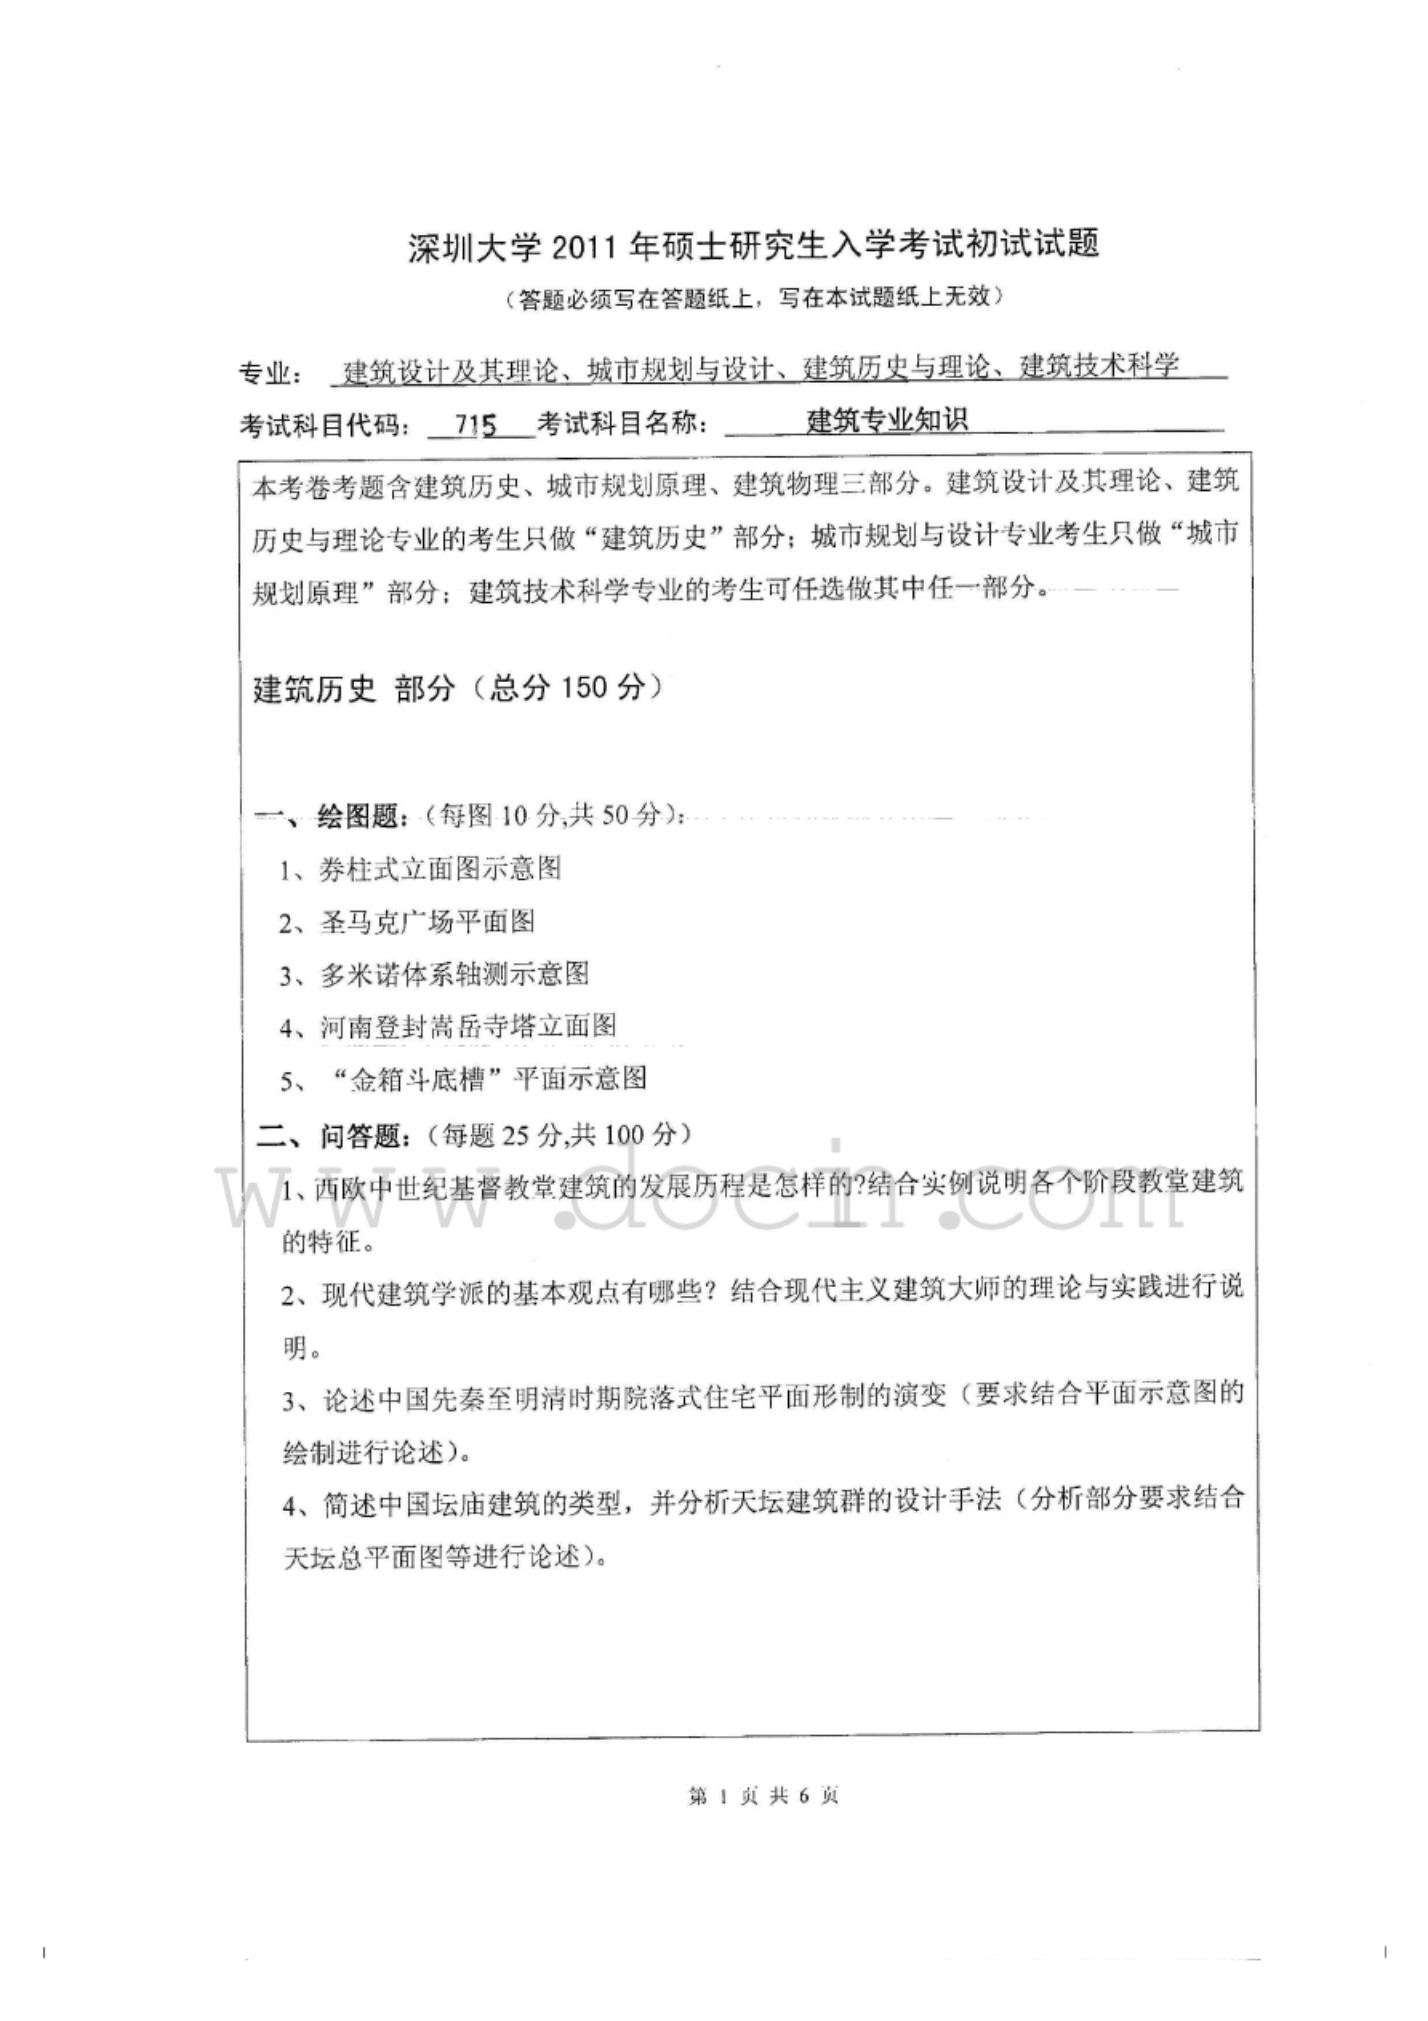 深圳大学 2011 年硕士研究生入学考试初试试题
（答题必须写在答题纸上，写在本试题纸上无效）
专业： 建筑设计及其理论、城市规划与设计、建筑历史与理论、建筑技术科学
考试科目代码： 715 考试科目名称： 建筑专业知识
本考卷考题含建筑历史、城市规划原理、建筑物理三部分。建筑设计及其理论、建筑
历史与理论专业的考生只做“建筑历史”部分；城市规划与设计专业考生只做“城市
规划原理”部分；建筑技术科学专业的考生可任选做其中任一部分。
建筑历史 部分（总分 150 分）
一、绘图题：（每图 10 分,共 50 分）：
1、券柱式立面图示意图
2、圣马克广场平面图
3、多米诺体系轴测示意图
4、河南登封嵩岳寺塔立面图
5、“金箱斗底槽”平面示意图
二、问答题：（每题 25 分,共 100 分）
www.docin.com
1、西欧中世纪基督教堂建筑的发展历程是怎样的?结合实例说明各个阶段教堂建筑
的特征。
2、现代建筑学派的基本观点有哪些？结合现代主义建筑大师的理论与实践进行说
明。
3、论述中国先秦至明清时期院落式住宅平面形制的演变（要求结合平面示意图的
绘制进行论述）。
4、简述中国坛庙建筑的类型，并分析天坛建筑群的设计手法（分析部分要求结合
天坛总平面图等进行论述）。
第 1 页 共 6 页